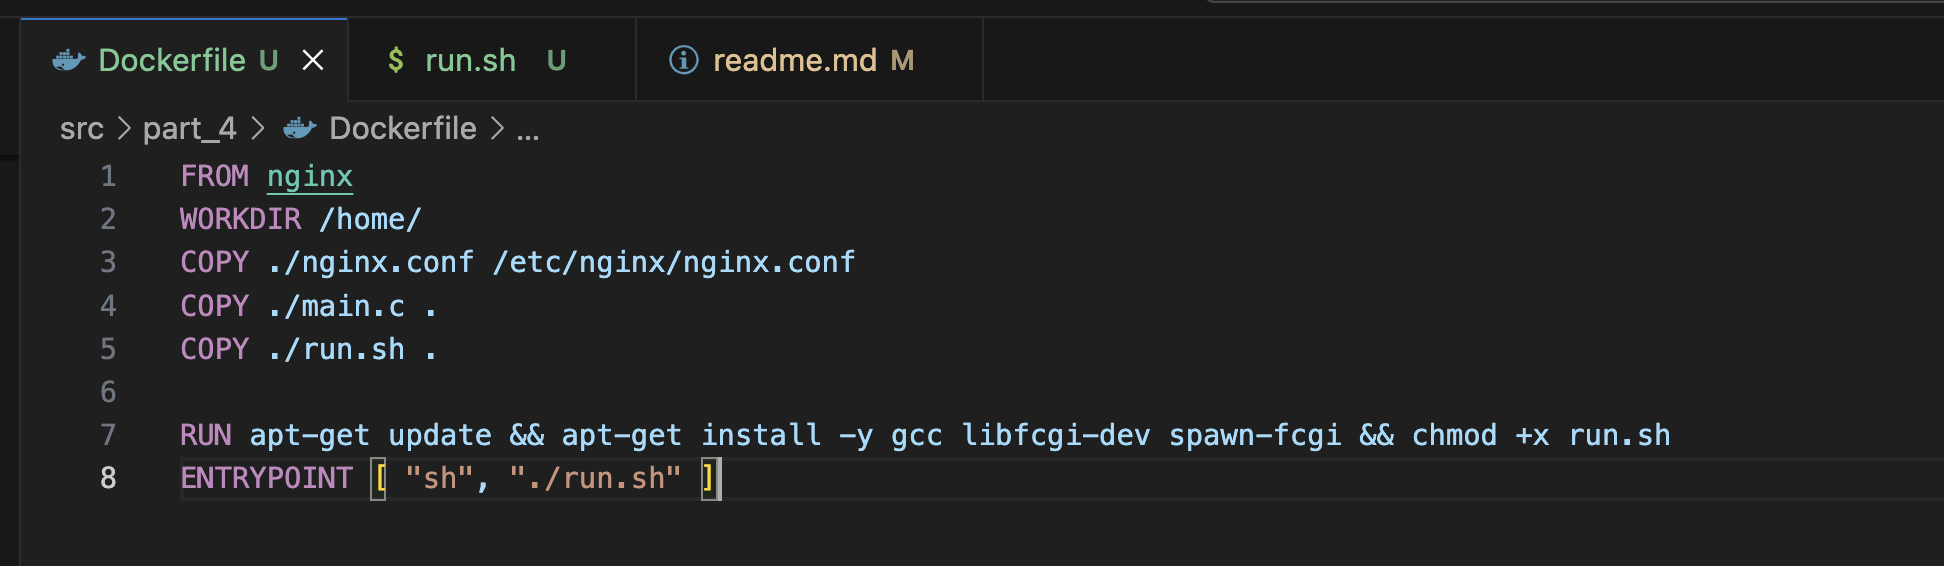 Dockerfile U
$ run.sh U
readme.md M
src > part_4 > Dockerfile > ...
1 FROM nginx
2 WORKDIR /home/
3 COPY ./nginx.conf /etc/nginx/nginx.conf
4 COPY ./main.c .
5 COPY ./run.sh .
6
7 RUN apt-get update && apt-get install -y gcc libfcgi-dev spawn-fcgi && chmod +x run.sh
8 ENTRYPOINT [ "sh", "./run.sh" ]